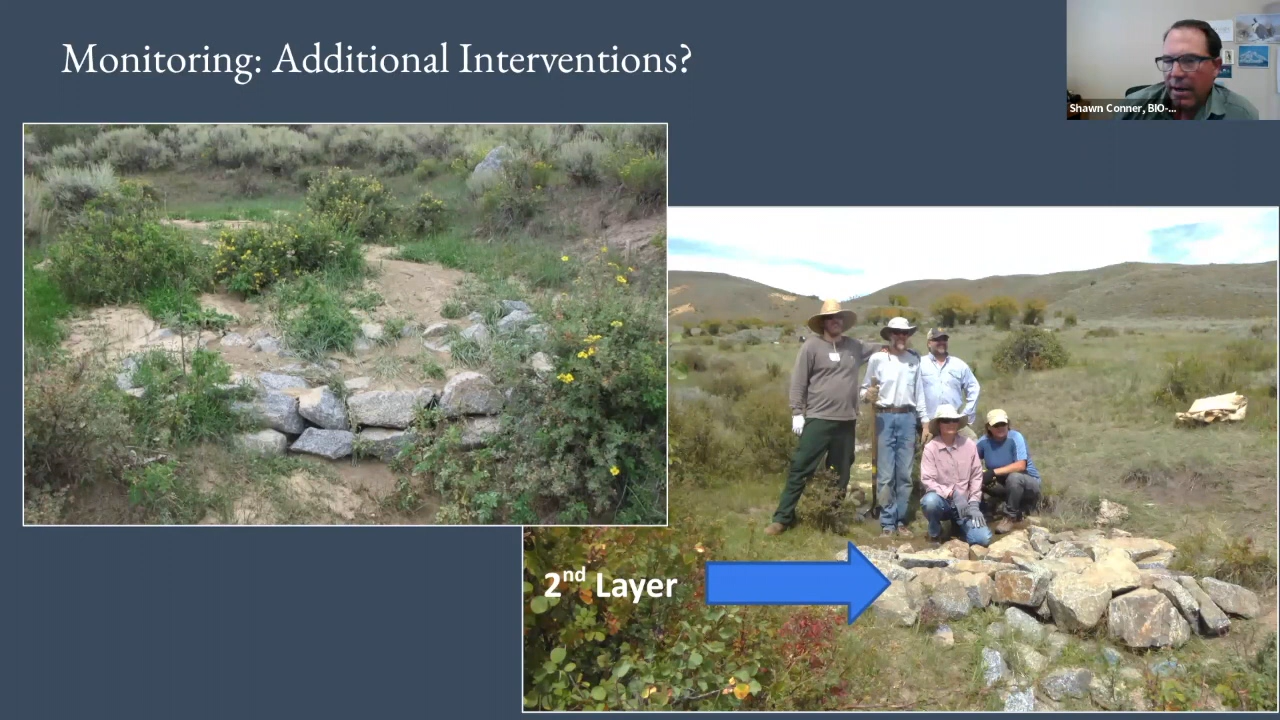 Monitoring: Additional Interventions?
Shawn Conner, BIO-...
2nd Layer